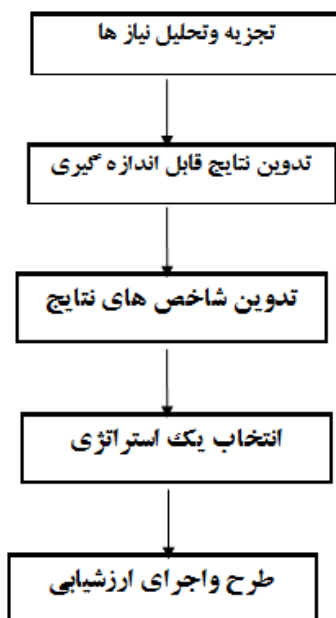 تجزیه وتحلیل نیاز ها
تدوین نتایج قابل اندازه گیری
تدوین شاخص های نتایج
انتخاب یک استراتژی
طرح واجرای ارزشیابی